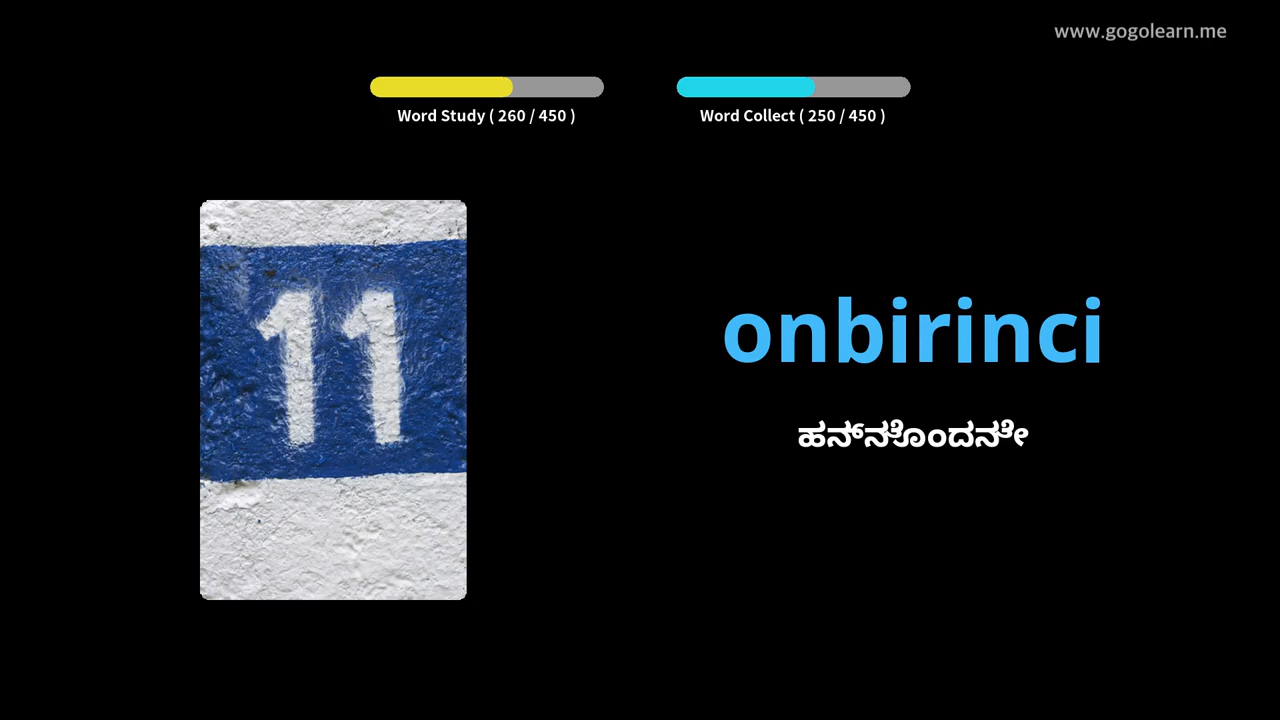 www.gogolearn.me
Word Study ( 260 / 450 )
Word Collect ( 250 / 450 )
11
onbirinci
ಹನ್ನೊಂದನೇ